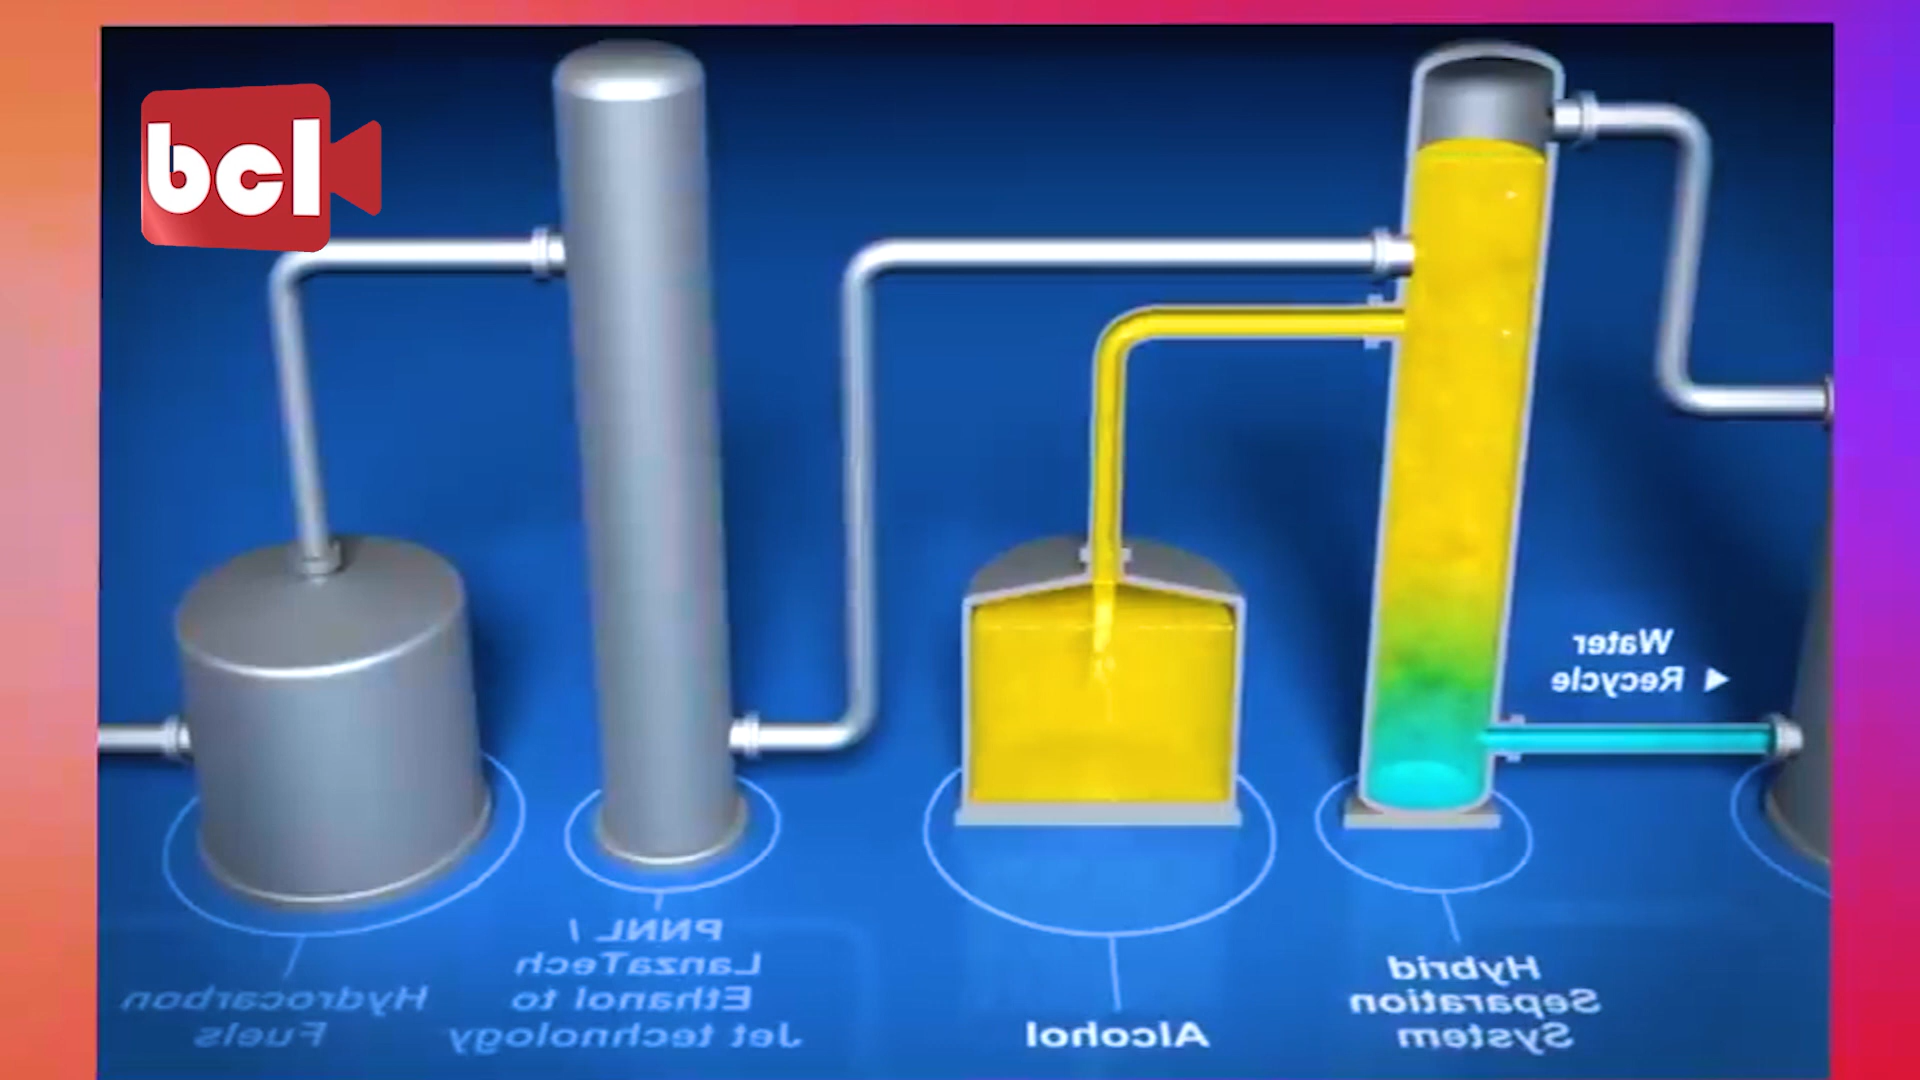 bcl
Water
Recycle ◄
PNNL /
LanzaTech
Ethanol to
Jet technology
Hydrocarbon
Fuels
Alcohol
Hybrid
Separation
System